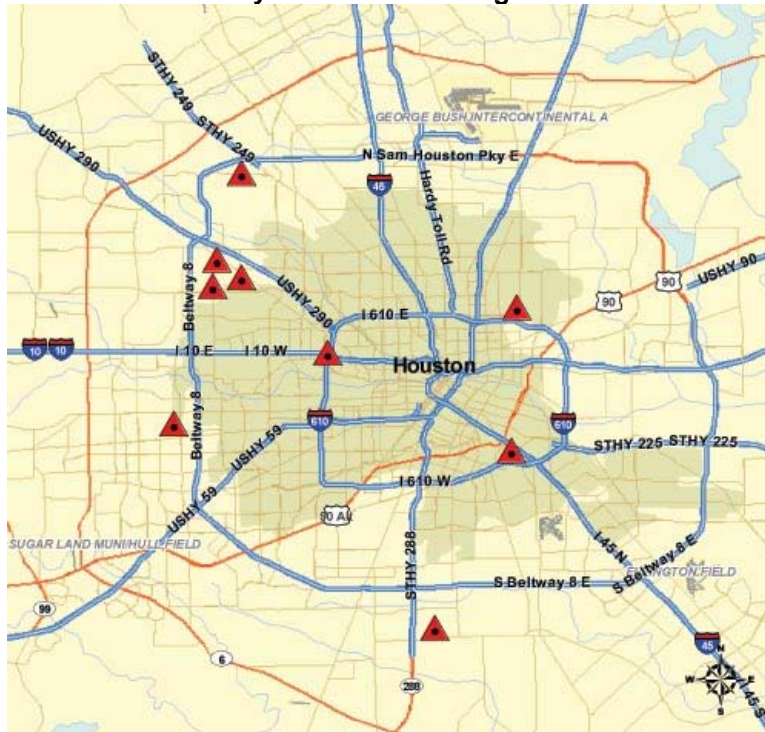 STHY 249
STHY 249
USHY 290
GEORGE BUSH INTERCONTINENTAL A
N Sam Houston Pky E
45
Hardy Toll Rd
USHY 90
90
90
Beltway 8
USHY 290
I 610 E
10
10
I 10 E
I 10 W
Houston
610
610
Beltway 8
USHY 59
STHY 225
STHY 225
I 610 W
USHY 59
90 Alt
SUGAR LAND MUNI/HULL FIELD
STHY 288
I 45 N
S Beltway 8 E
S Beltway 8 E
ELLINGTON FIELD
99
6
288
45
I 45 S
N
W
E
S